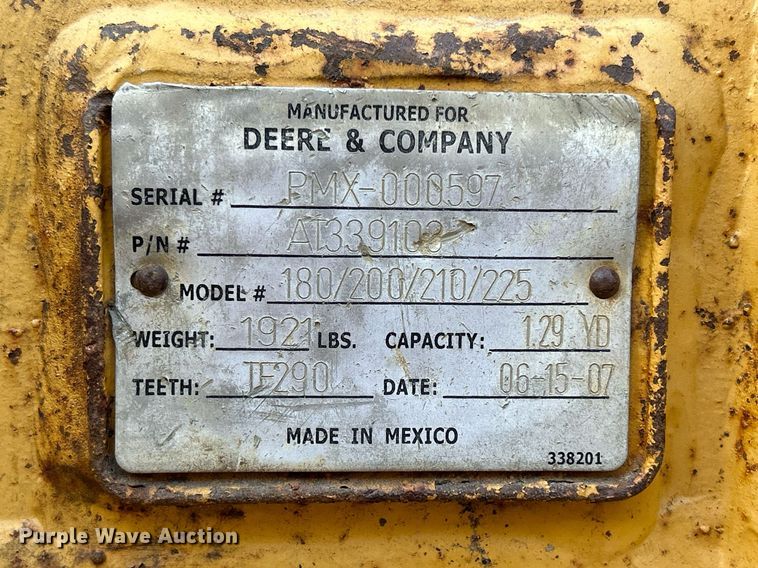 MANUFACTURED FOR
DEERE & COMPANY
SERIAL # PMX-000597
P/N #
MODEL # 180/200/210/225
WEIGHT: 1921 LBS. CAPACITY: 1.29 YD
TEETH: TF290 DATE: 06-15-07
MADE IN MEXICO
338201
Purple Wave Auction